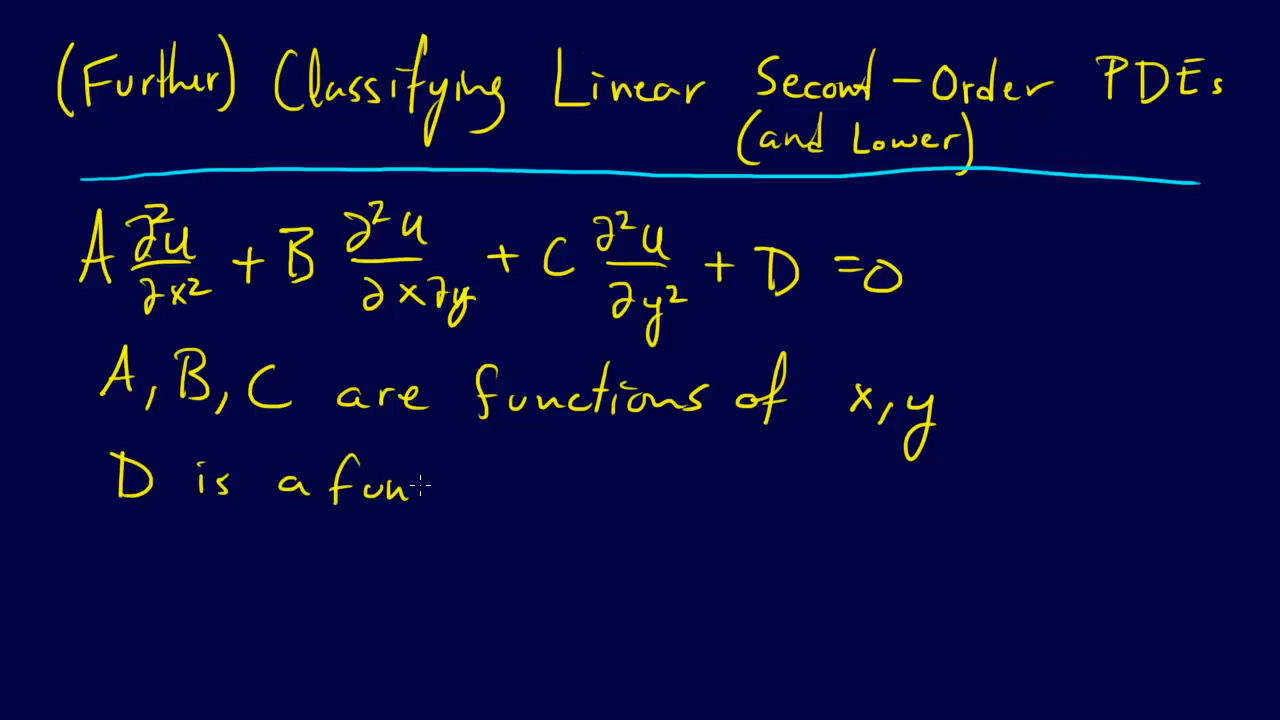 (Further) Classifying Linear Second-Order PDEs
(and Lower)
A ∂²u/∂x² + B ∂²u/∂x∂y + C ∂²u/∂y² + D = 0
A, B, C are functions of x, y
D is a fun